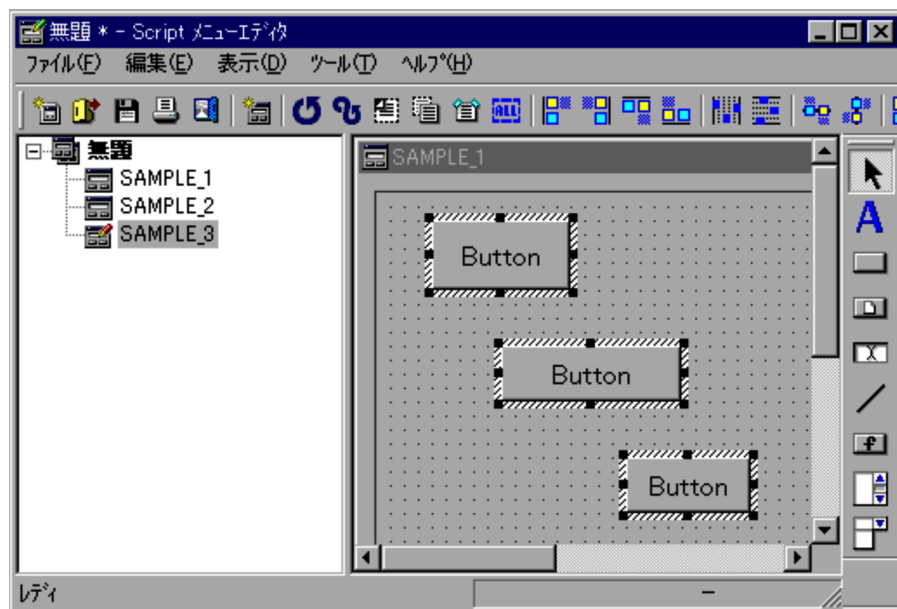 無題 * - Script ﾒﾆｭｰｴﾃﾞｨﾀ
ﾌｧｲﾙ(F) 編集(E) 表示(D) ﾂｰﾙ(T) ﾍﾙﾌﾟ(H)
ALL
無題
SAMPLE_1
SAMPLE_2
SAMPLE_3
SAMPLE_1
Button
Button
Button
A
X
f
ﾚﾃﾞｨ